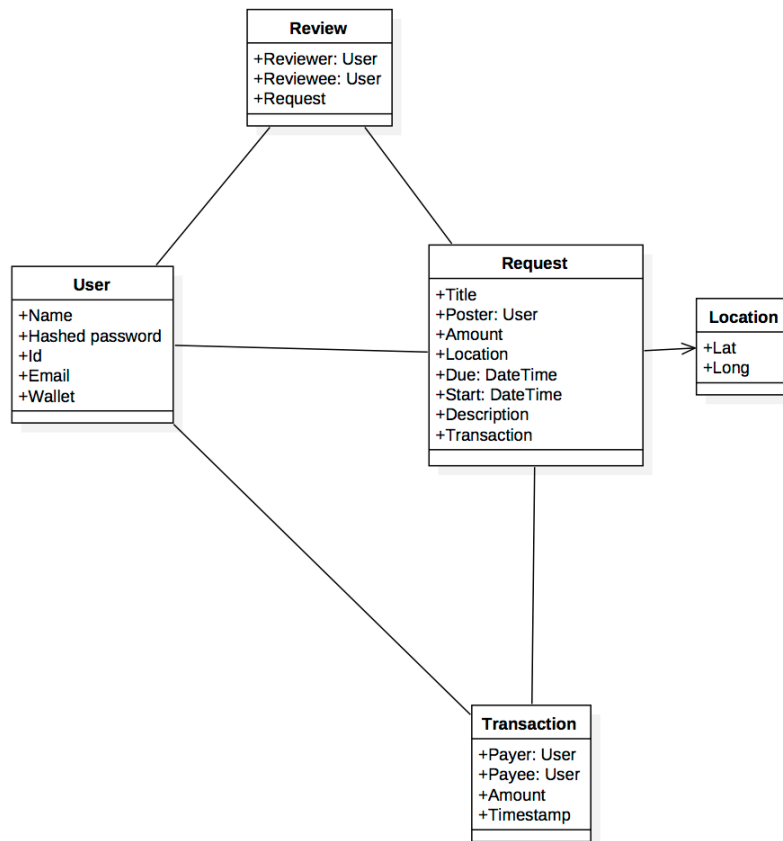 Review
+Reviewer: User
+Reviewee: User
+Request
User
+Name
+Hashed password
+Id
+Email
+Wallet
Request
+Title
+Poster: User
+Amount
+Location
+Due: DateTime
+Start: DateTime
+Description
+Transaction
Location
+Lat
+Long
Transaction
+Payer: User
+Payee: User
+Amount
+Timestamp